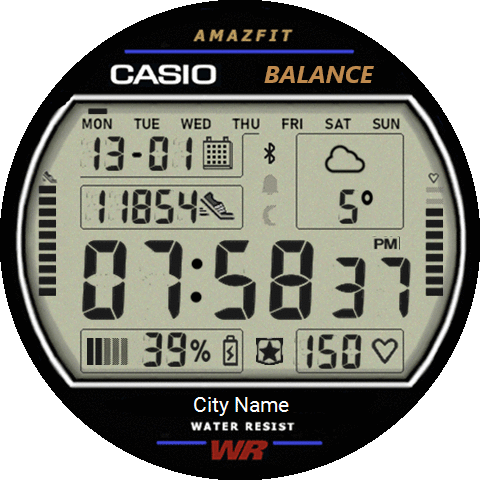 AMAZFIT
CASIO BALANCE
MON TUE WED THU FRI SAT SUN
13-01
11854 5°
PM
07:58 37
39% 150
City Name
WATER RESIST
WR